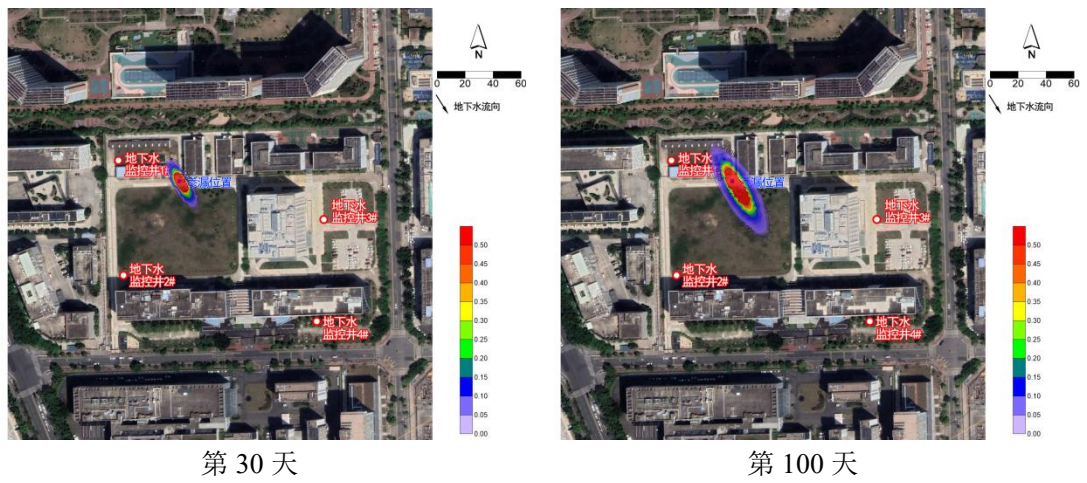 N
0 20 40 60
地下水流向
地下水
监控井1#
泄漏位置
地下水
监控井3#
地下水
监控井2#
地下水
监控井4#
0.50
0.45
0.40
0.35
0.30
0.25
0.20
0.15
0.10
0.05
0.00
第 30 天
N
0 20 40 60
地下水流向
地下水
监控井
漏位置
地下水
监控井3#
地下水
监控井2#
地下水
监控井4#
0.50
0.45
0.40
0.35
0.30
0.25
0.20
0.15
0.10
0.05
0.00
第 100 天